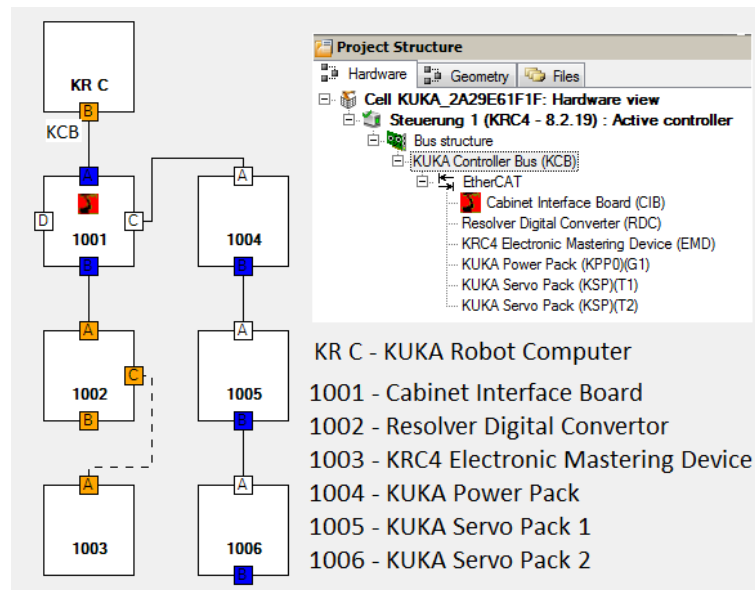 KR C
B
KCB
A
D
C
1001
B
A
1004
B
A
C
1002
B
A
1005
B
A
1003
A
1006
B
Project Structure
Hardware
Geometry
Files
Cell KUKA_2A29E61F1F: Hardware view
Steuerung 1 (KRC4 - 8.2.19) : Active controller
Bus structure
KUKA Controller Bus (KCB)
EtherCAT
Cabinet Interface Board (CIB)
Resolver Digital Converter (RDC)
KRC4 Electronic Mastering Device (EMD)
KUKA Power Pack (KPP0)(G1)
KUKA Servo Pack (KSP)(T1)
KUKA Servo Pack (KSP)(T2)
KR C - KUKA Robot Computer
1001 - Cabinet Interface Board
1002 - Resolver Digital Convertor
1003 - KRC4 Electronic Mastering Device
1004 - KUKA Power Pack
1005 - KUKA Servo Pack 1
1006 - KUKA Servo Pack 2